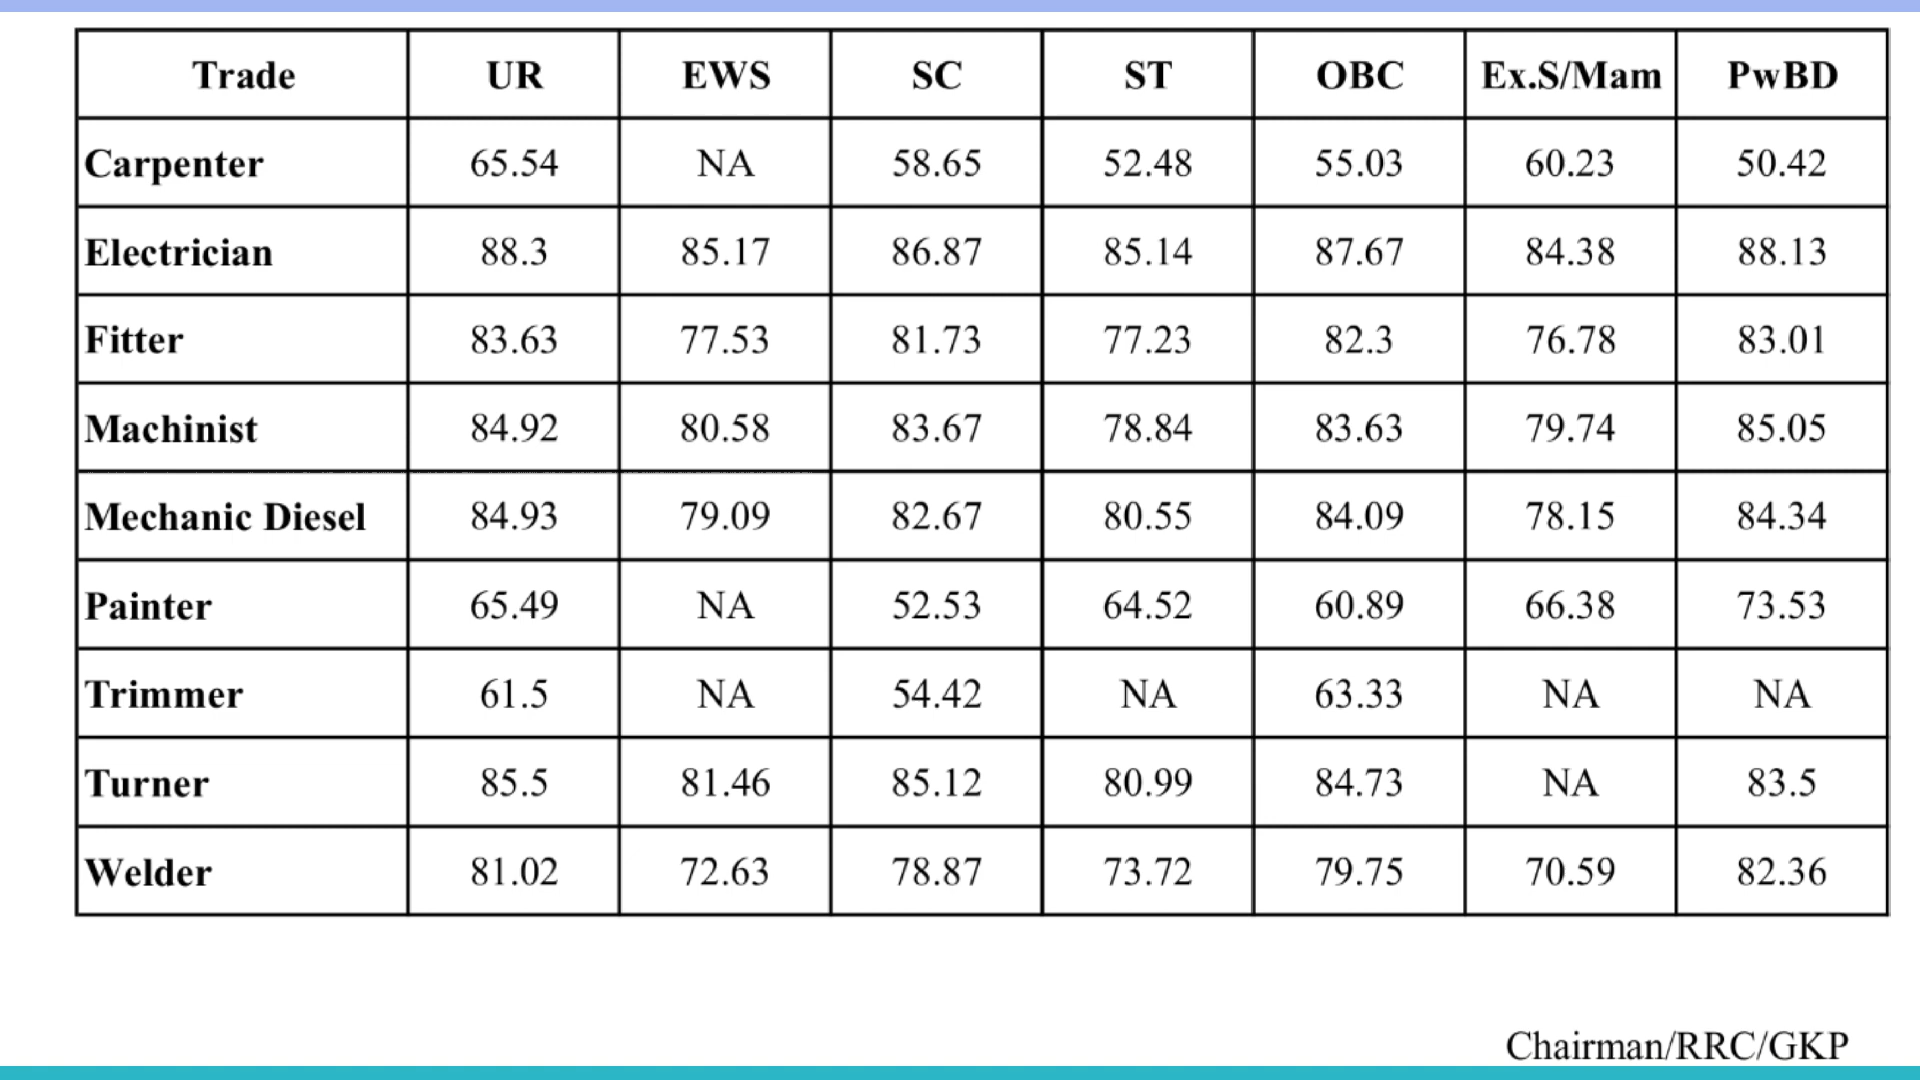 Trade UR EWS SC ST OBC Ex.S/Mam PwBD
Carpenter 65.54 NA 58.65 52.48 55.03 60.23 50.42
Electrician 88.3 85.17 86.87 85.14 87.67 84.38 88.13
Fitter 83.63 77.53 81.73 77.23 82.3 76.78 83.01
Machinist 84.92 80.58 83.67 78.84 83.63 79.74 85.05
Mechanic Diesel 84.93 79.09 82.67 80.55 84.09 78.15 84.34
Painter 65.49 NA 52.53 64.52 60.89 66.38 73.53
Trimmer 61.5 NA 54.42 NA 63.33 NA NA
Turner 85.5 81.46 85.12 80.99 84.73 NA 83.5
Welder 81.02 72.63 78.87 73.72 79.75 70.59 82.36
Chairman/RRC/GKP